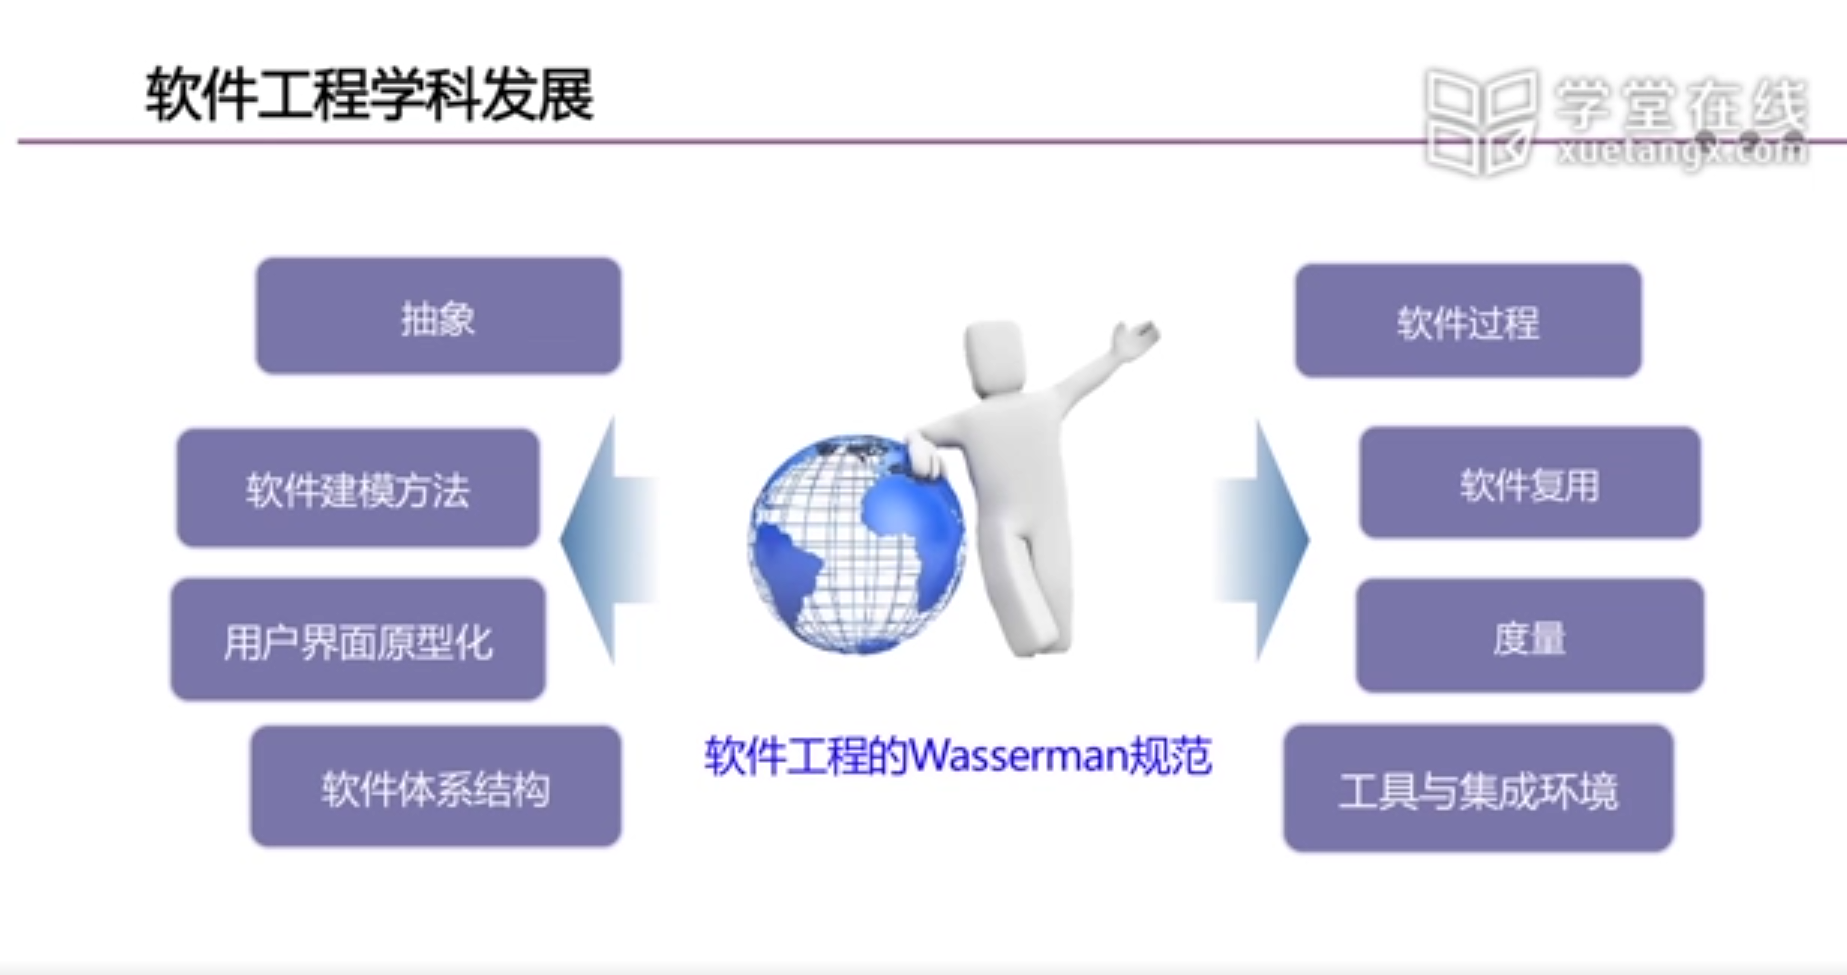 软件工程学科发展
学堂在线
xuetangx.com
抽象
软件建模方法
用户界面原型化
软件体系结构
软件工程的Wasserman规范
软件过程
软件复用
度量
工具与集成环境